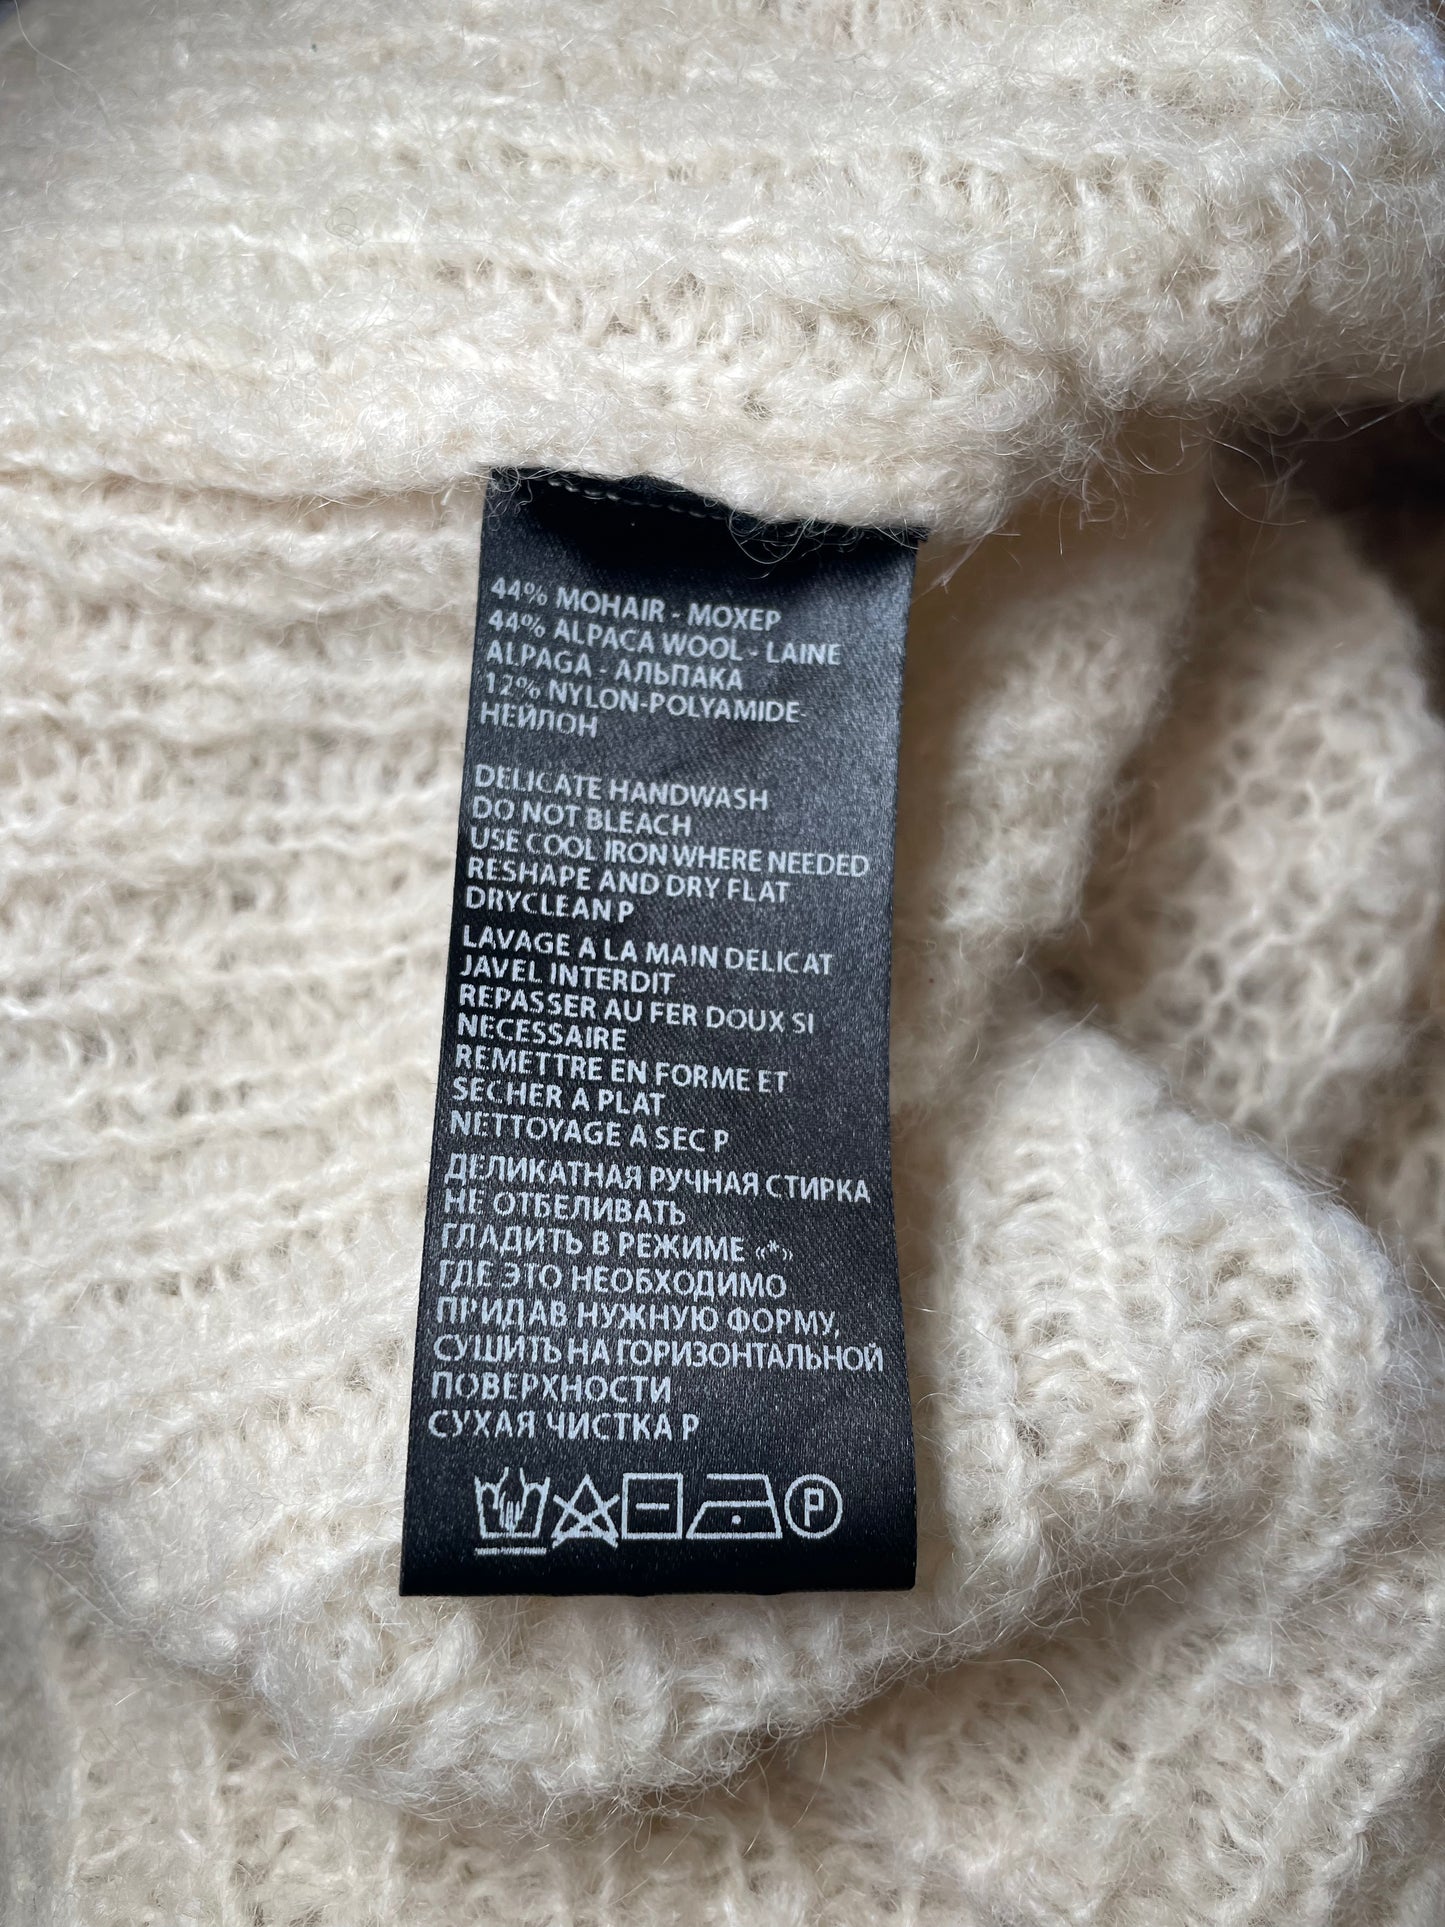 44% MOHAIR - МОХЕР
44% ALPACA WOOL - LAINE
ALPAGA - АЛЬПАКА
12% NYLON-POLYAMIDE-
НЕЙЛОН
DELICATE HANDWASH
DO NOT BLEACH
USE COOL IRON WHERE NEEDED
RESHAPE AND DRY FLAT
DRYCLEAN P
LAVAGE A LA MAIN DELICAT
JAVEL INTERDIT
REPASSER AU FER DOUX SI
NECESSAIRE
REMETTRE EN FORME ET
SECHER A PLAT
NETTOYAGE A SEC P
ДЕЛИКАТНАЯ РУЧНАЯ СТИРКА
НЕ ОТБЕЛИВАТЬ
ГЛАДИТЬ В РЕЖИМЕ «*»
ГДЕ ЭТО НЕОБХОДИМО
ПРИДАВ НУЖНУЮ ФОРМУ,
СУШИТЬ НА ГОРИЗОНТАЛЬНОЙ
ПОВЕРХНОСТИ
СУХАЯ ЧИСТКА Р
P